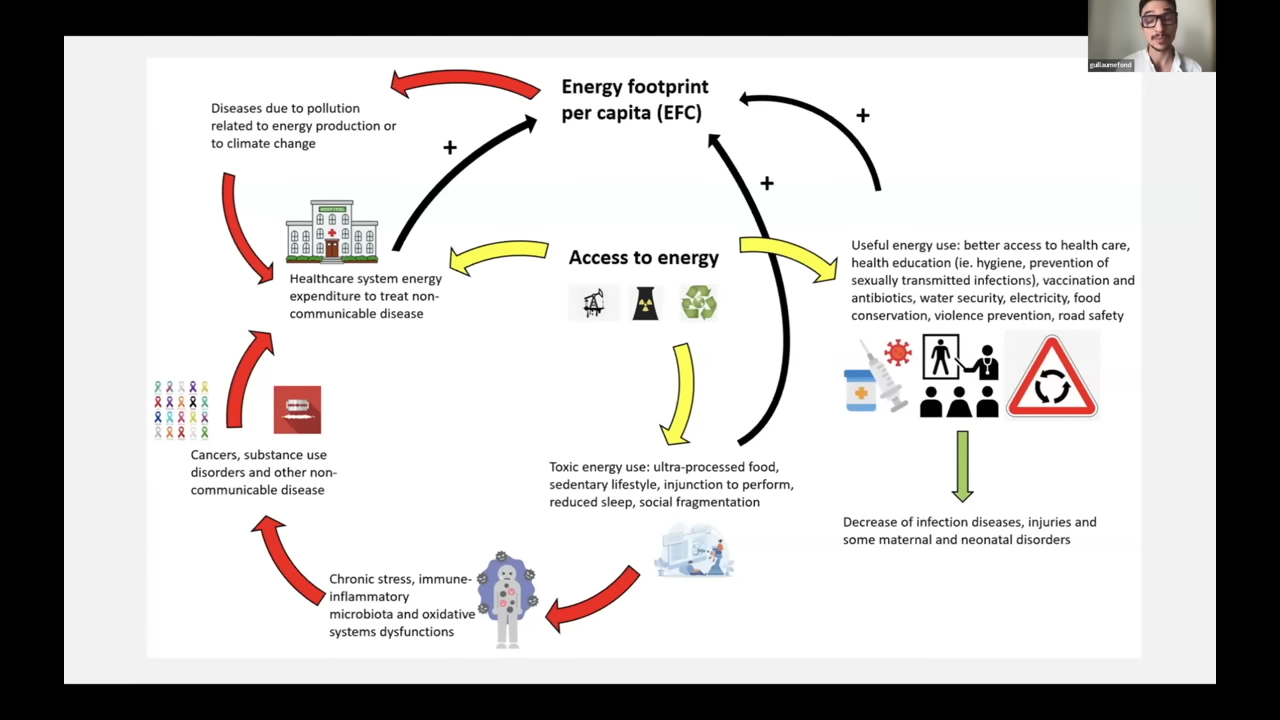 guillaumefond
Energy footprint
per capita (EFC)
Diseases due to pollution
related to energy production or
to climate change
+
+
+
HOSPITAL
Healthcare system energy
expenditure to treat non-
communicable disease
Access to energy
Useful energy use: better access to health care,
health education (ie. hygiene, prevention of
sexually transmitted infections), vaccination and
antibiotics, water security, electricity, food
conservation, violence prevention, road safety
Cancers, substance use
disorders and other non-
communicable disease
Toxic energy use: ultra-processed food,
sedentary lifestyle, injunction to perform,
reduced sleep, social fragmentation
Decrease of infection diseases, injuries and
some maternal and neonatal disorders
Chronic stress, immune-
inflammatory
microbiota and oxidative
systems dysfunctions